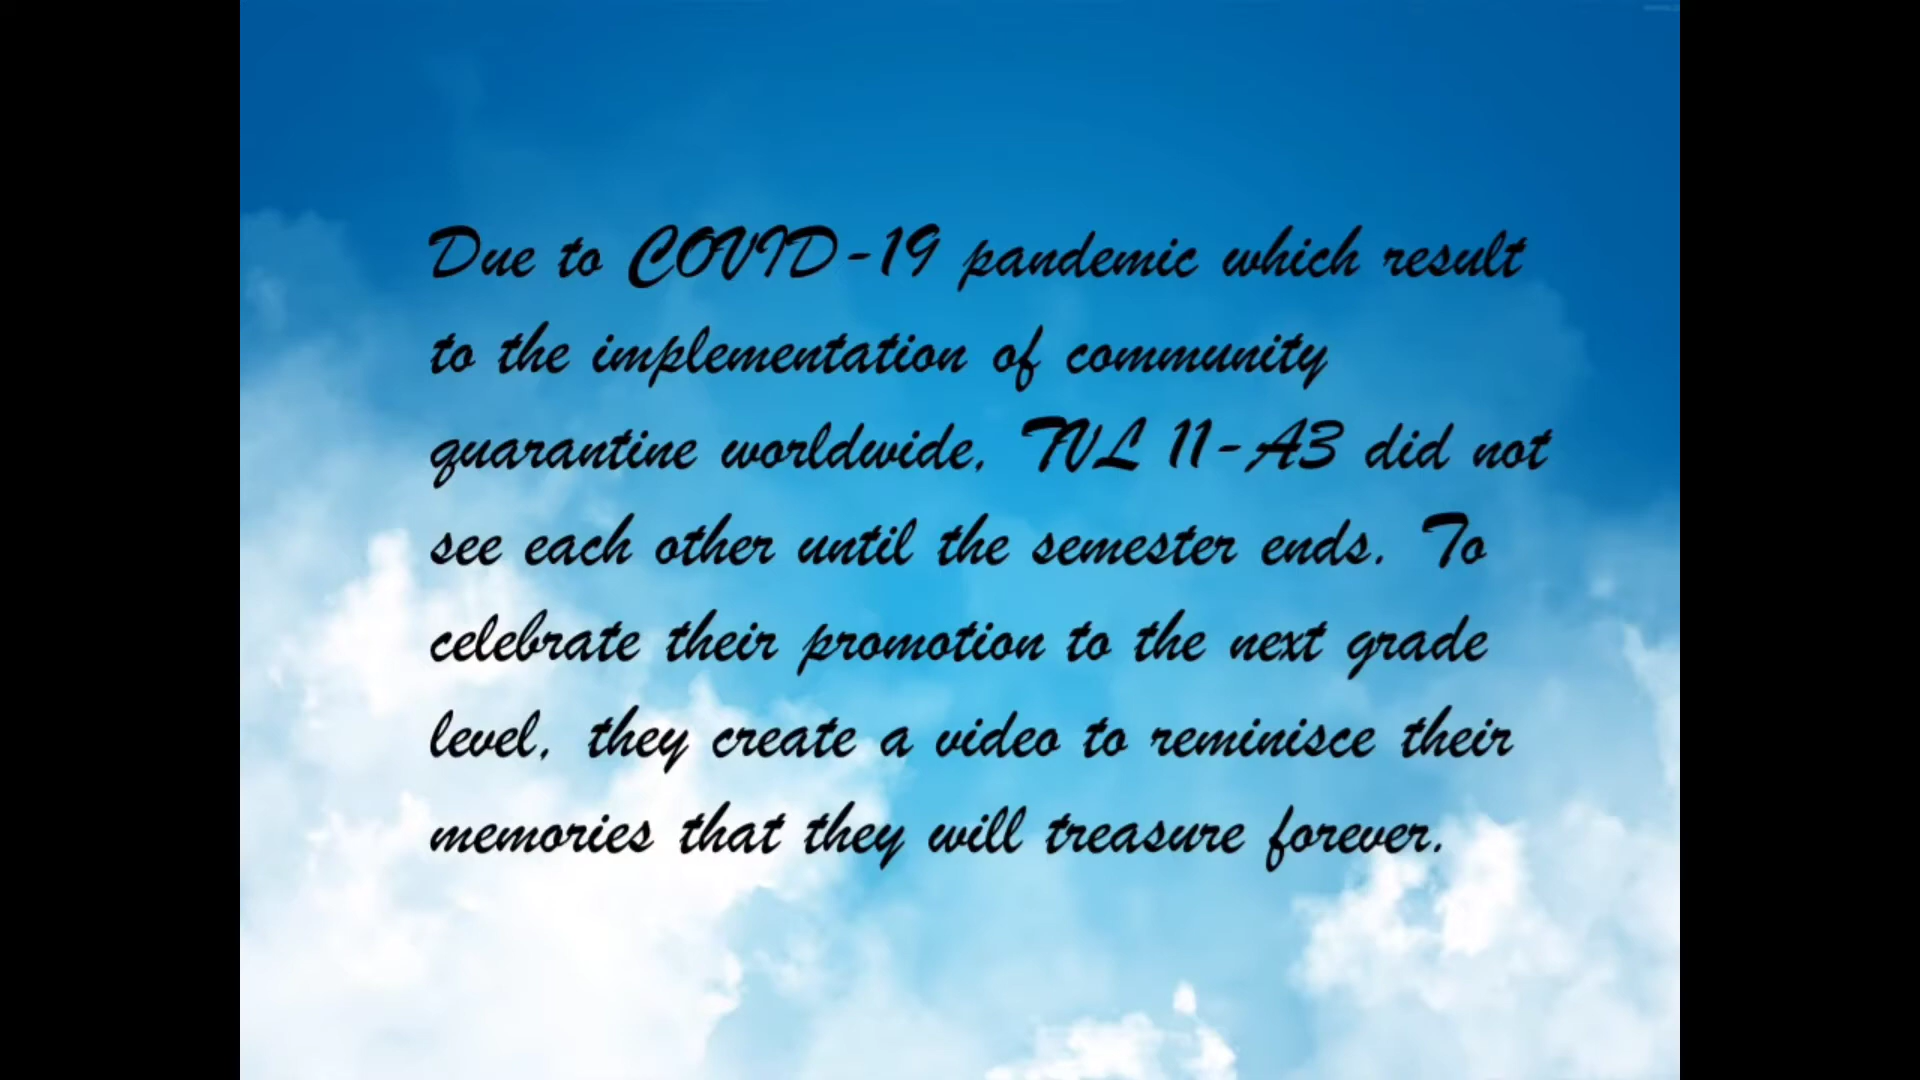 Due to COVID-19 pandemic which result
to the implementation of community
quarantine worldwide, TVL 11-A3 did not
see each other until the semester ends. To
celebrate their promotion to the next grade
level, they create a video to reminisce their
memories that they will treasure forever.